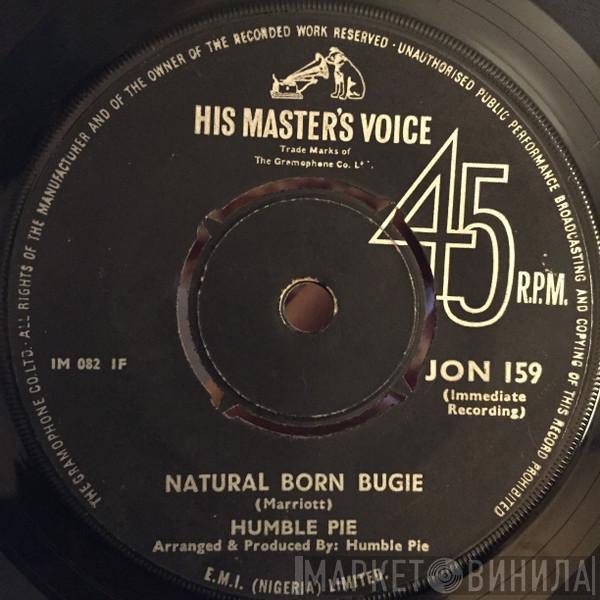 THE GRAMOPHONE CO. LTD. ALL RIGHTS OF THE MANUFACTURER AND OF THE OWNER OF THE RECORDED WORK RESERVED · UNAUTHORISED PUBLIC PERFORMANCE BROADCASTING AND COPYING OF THIS RECORD PROHIBITED
HIS MASTER'S VOICE
Trade Marks of
The Gramophone Co. Lt
45
R.P.M.
IM 082 1F
JON 159
(Immediate
Recording)
NATURAL BORN BUGIE
(Marriott)
HUMBLE PIE
Arranged & Produced By: Humble Pie
E.M.I. (NIGERIA) LIMITED.
МАРКЕТ ВИНИЛА